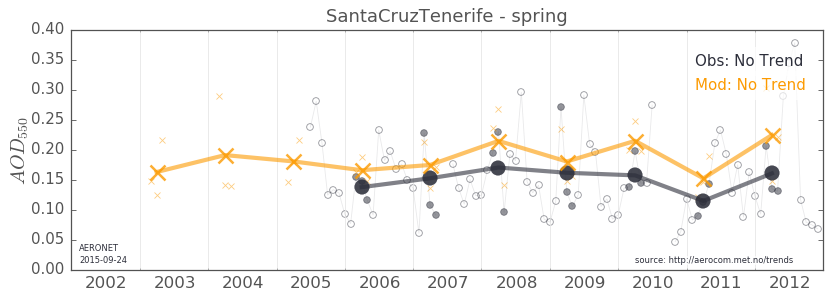 SantaCruzTenerife - spring
0.40
0.35
0.30
0.25
0.20
0.15
0.10
0.05
0.00
AOD550
Obs: No Trend
Mod: No Trend
AERONET
2015-09-24
source: http://aerocom.met.no/trends
2002 2003 2004 2005 2006 2007 2008 2009 2010 2011 2012